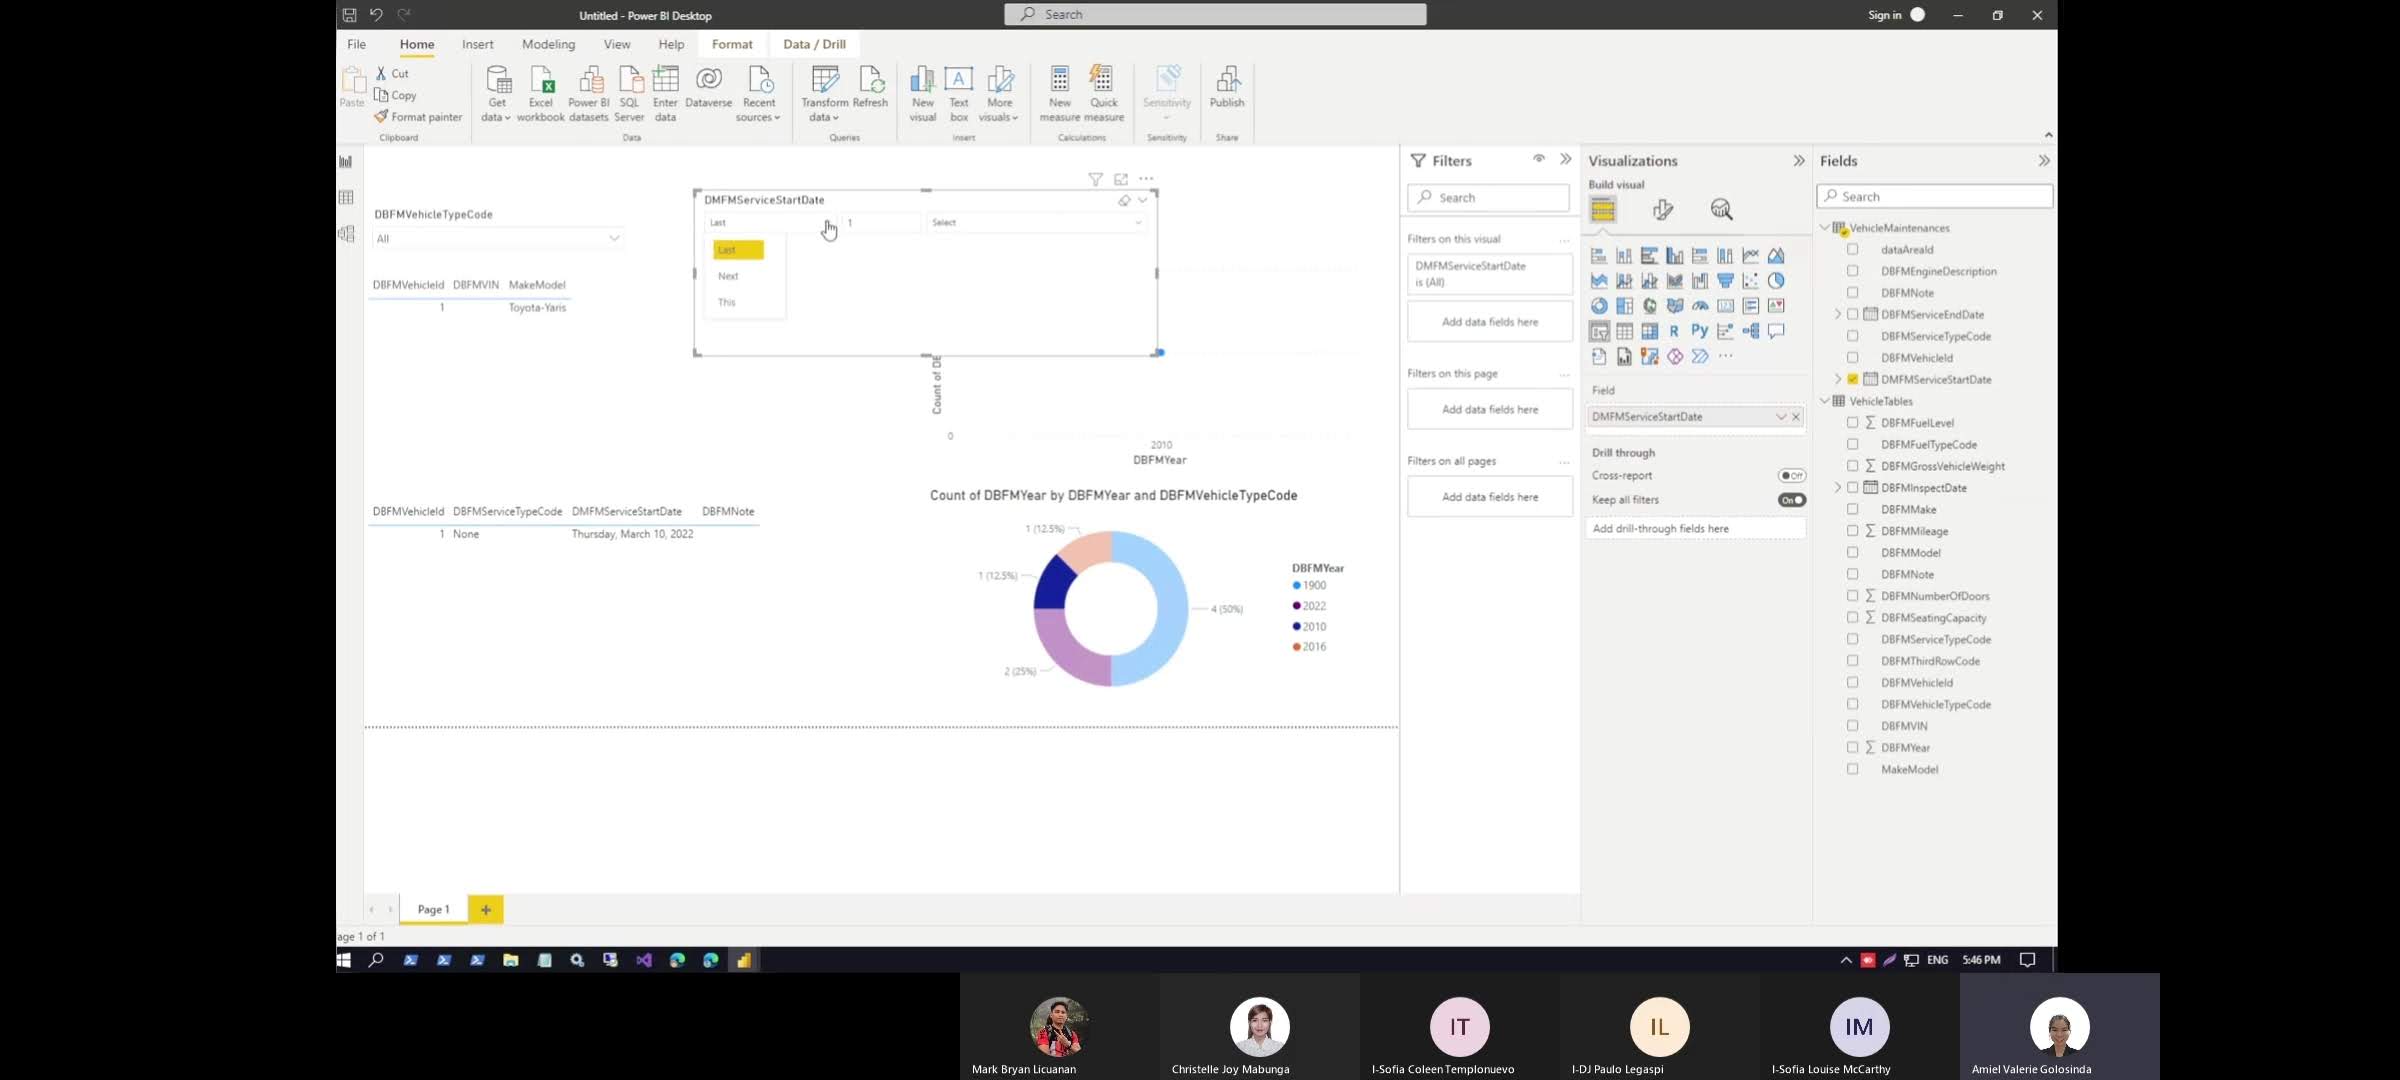 Untitled - Power BI Desktop
Search
Sign in
File Home Insert Modeling View Help Format Data / Drill
Paste
Cut
Copy
Format painter
Clipboard
Get data
Excel workbook
Power BI datasets
SQL Server
Enter data
Dataverse
Recent sources
Data
Transform data
Refresh
Queries
New visual
Text box
More visuals
Insert
New measure
Quick measure
Calculations
Sensitivity
Sensitivity
Publish
Share
DBFMVehicleTypeCode
All
DBFMVehicleId DBFMVIN MakeModel
1 Toyota-Yaris
DMFMServiceStartDate
Last 1 Select
Last
Next
This
Count of DB
0
2010
DBFMYear
DBFMVehicleId DBFMServiceTypeCode DMFMServiceStartDate DBFMNote
1 None Thursday, March 10, 2022
Count of DBFMYear by DBFMYear and DBFMVehicleTypeCode
1 (12.5%)
1 (12.5%)
4 (50%)
2 (25%)
DBFMYear
1900
2022
2010
2016
Filters
Search
Filters on this visual
DMFMServiceStartDate
is (All)
Add data fields here
Filters on this page
Add data fields here
Filters on all pages
Add data fields here
Visualizations
Build visual
R Py
123
Field
DMFMServiceStartDate
Drill through
Cross-report Off
Keep all filters On
Add drill-through fields here
Fields
Search
VehicleMaintenances
dataAreaId
DBFMEngineDescription
DBFMNote
DBFMServiceEndDate
DBFMServiceTypeCode
DBFMVehicleId
DMFMServiceStartDate
VehicleTables
DBFMFuelLevel
DBFMFuelTypeCode
DBFMGrossVehicleWeight
DBFMInspectDate
DBFMMake
DBFMMileage
DBFMModel
DBFMNote
DBFMNumberOfDoors
DBFMSeatingCapacity
DBFMServiceTypeCode
DBFMThirdRowCode
DBFMVehicleId
DBFMVehicleTypeCode
DBFMVIN
DBFMYear
MakeModel
Page 1
age 1 of 1
ENG 5:46 PM
Mark Bryan Licuanan
Christelle Joy Mabunga
IT
I-Sofia Coleen Templonuevo
IL
I-DJ Paulo Legaspi
IM
I-Sofia Louise McCarthy
Amiel Valerie Golosinda